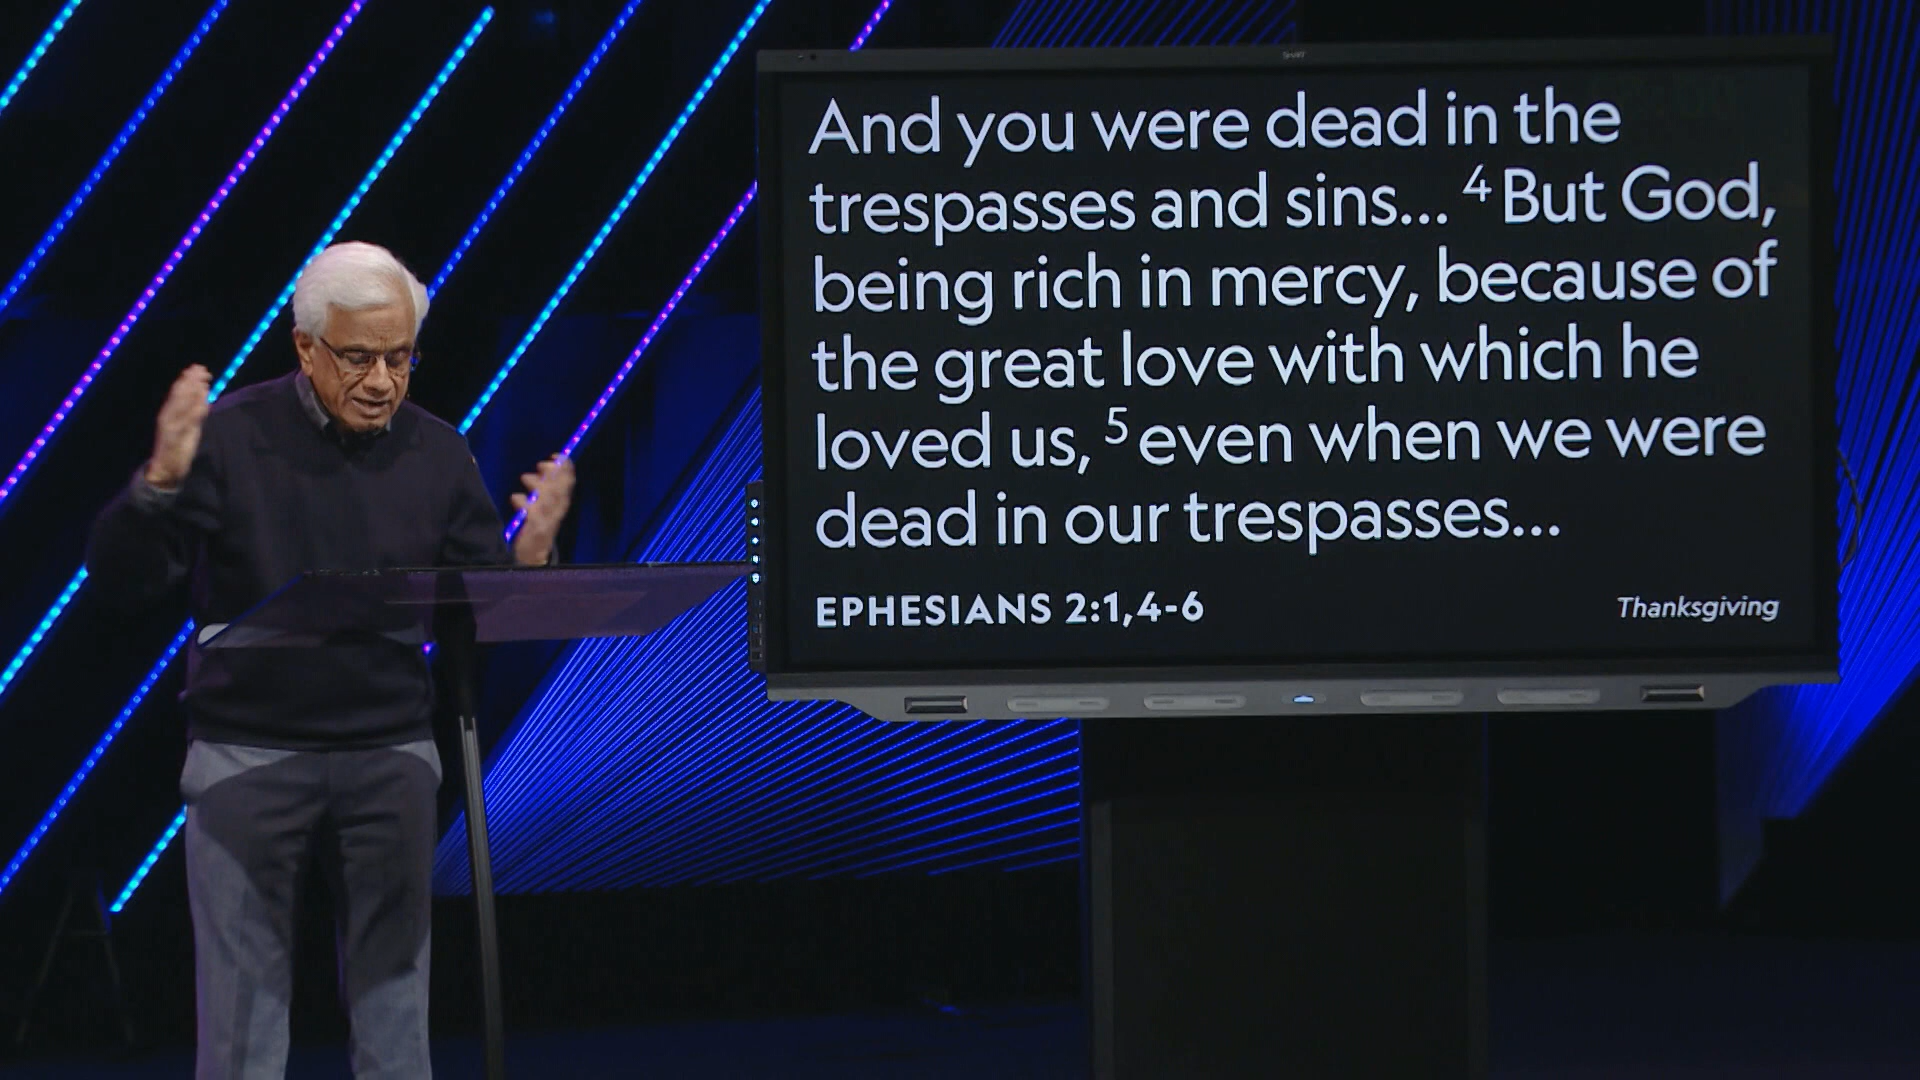 And you were dead in the
trespasses and sins... ⁴ But God,
being rich in mercy, because of
the great love with which he
loved us, ⁵ even when we were
dead in our trespasses...
EPHESIANS 2:1,4-6
Thanksgiving